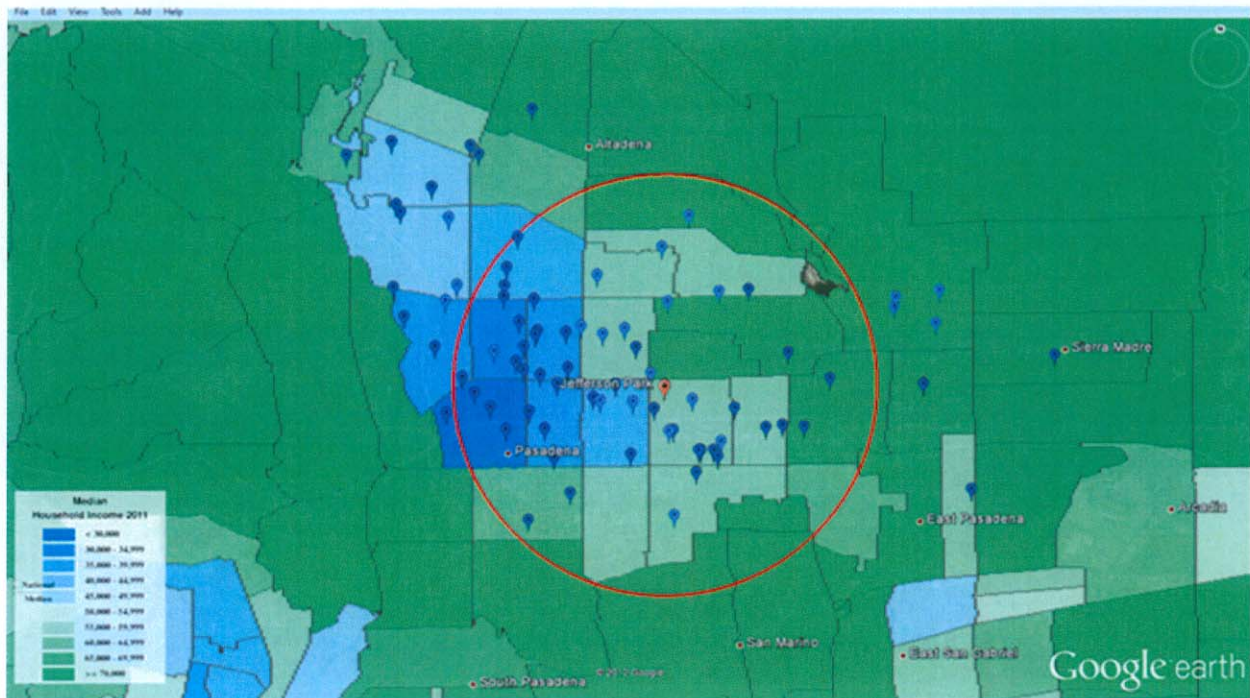 File Edit View Tools Add Help
N
Altadena
Sierra Madre
Jefferson Park
Pasadena
Arcadia
East Pasadena
San Marino
East San Gabriel
South Pasadena
Median
Household Income 2011
< 30,000
30,000 - 34,999
35,000 - 39,999
40,000 - 44,999
National
45,000 - 49,999
Median
50,000 - 54,999
55,000 - 59,999
60,000 - 64,999
65,000 - 69,999
>= 70,000
Google earth